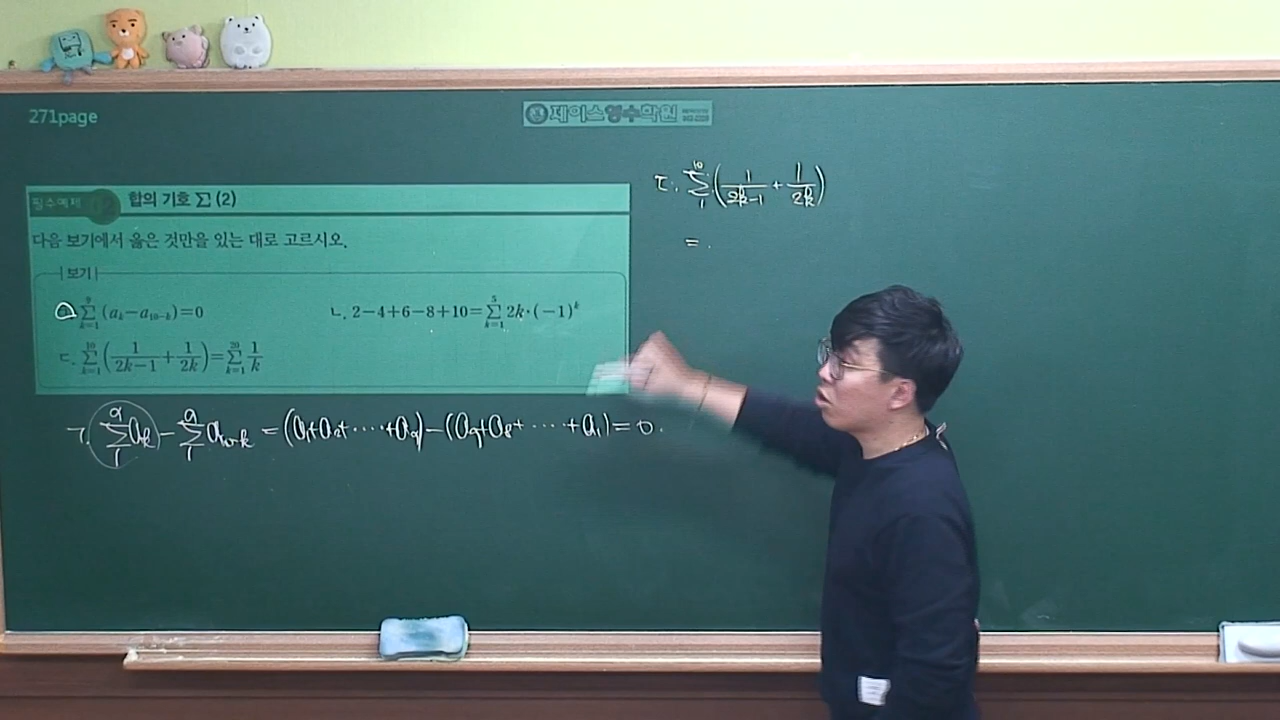 271page
제이스영수학원
필수예제 02 합의 기호 ∑ (2)
다음 보기에서 옳은 것만을 있는 대로 고르시오.
보기
∑_{k=1}^{9} (a_k−a_{10−k})=0
ㄴ. 2−4+6−8+10=∑_{k=1}^{5} 2k·(−1)^k
ㄷ. ∑_{k=1}^{10} (1/(2k−1)+1/(2k))=∑_{k=1}^{20} 1/k
ㄱ. ∑_{1}^{9} a_k − ∑_{1}^{9} a_{10-k} = (a_1+a_2+ ····· +a_9) − (a_9+a_8+ ····· +a_1) = 0.
ㄷ. ∑_{1}^{10} (1/(2k−1) + 1/(2k))
=